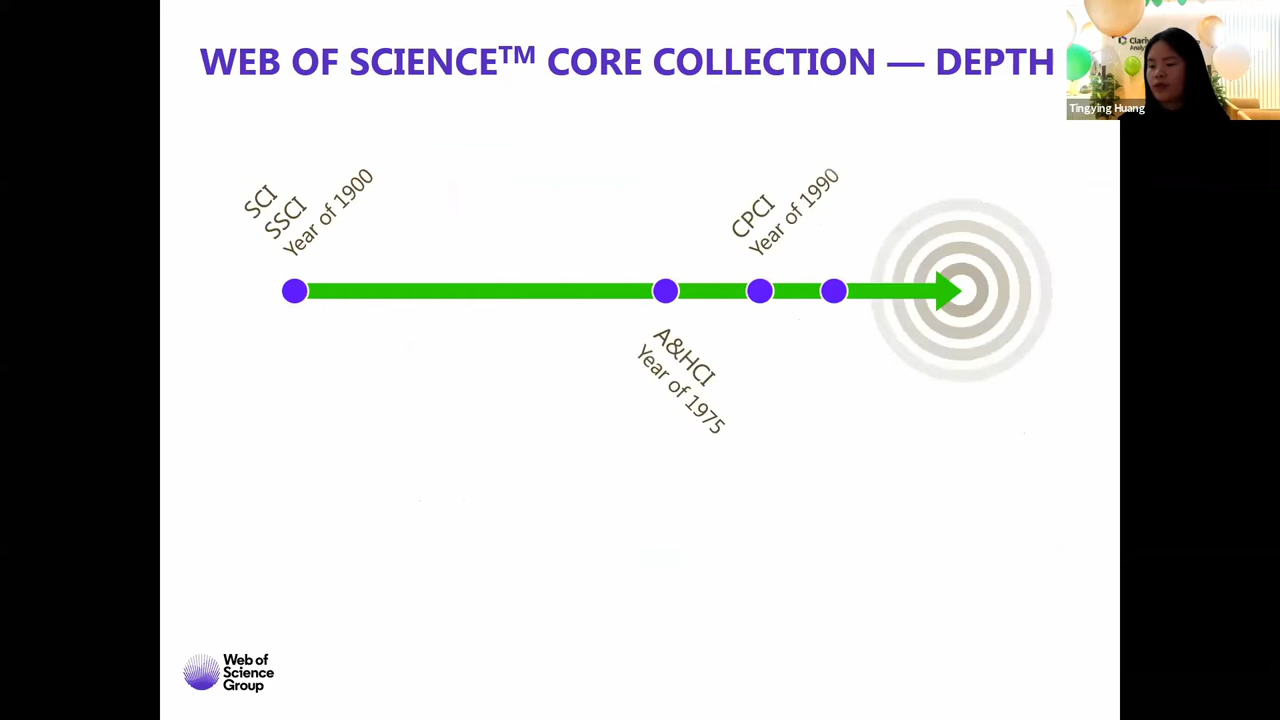 WEB OF SCIENCE™ CORE COLLECTION — DEPTH
Tingying Huang
SCI
SSCI
Year of 1900
CPCI
Year of 1990
A&HCI
Year of 1975
Web of
Science
Group